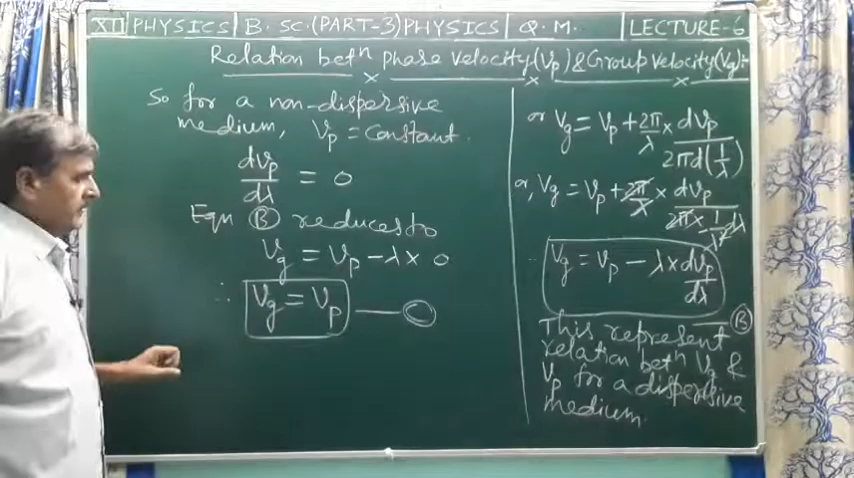 XII PHYSICS B.SC.(PART-3)PHYSICS Q.M. LECTURE-6
Relation betⁿ phase velocity(Vp) & Group velocity(Vg):-
So for a non-dispersive
medium, Vp = Constant.
dVp/dλ = 0
Eqn (B) reduces to
Vg = Vp - λ × 0
∴ Vg = Vp — (C)
or Vg = Vp + 2π/λ × dVp/2πd(1/λ)
or, Vg = Vp + 2π/λ × dVp/2π×-1/λ² dλ
Vg = Vp - λ × dVp/dλ — (B)
This represent
relation betⁿ Vg &
Vp for a dispersive
medium.